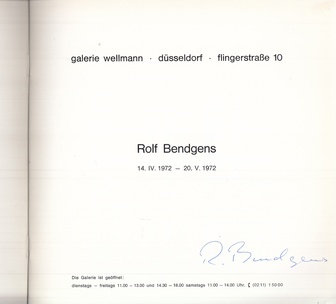 galerie wellmann · düsseldorf · flingerstraße 10
Rolf Bendgens
14. IV. 1972 — 20. V. 1972
R. Bendgens
Die Galerie ist geöffnet:
dienstags — freitags 11.00 — 13.00 und 14.30 — 18.00 samstags 11.00 — 14.00 Uhr,